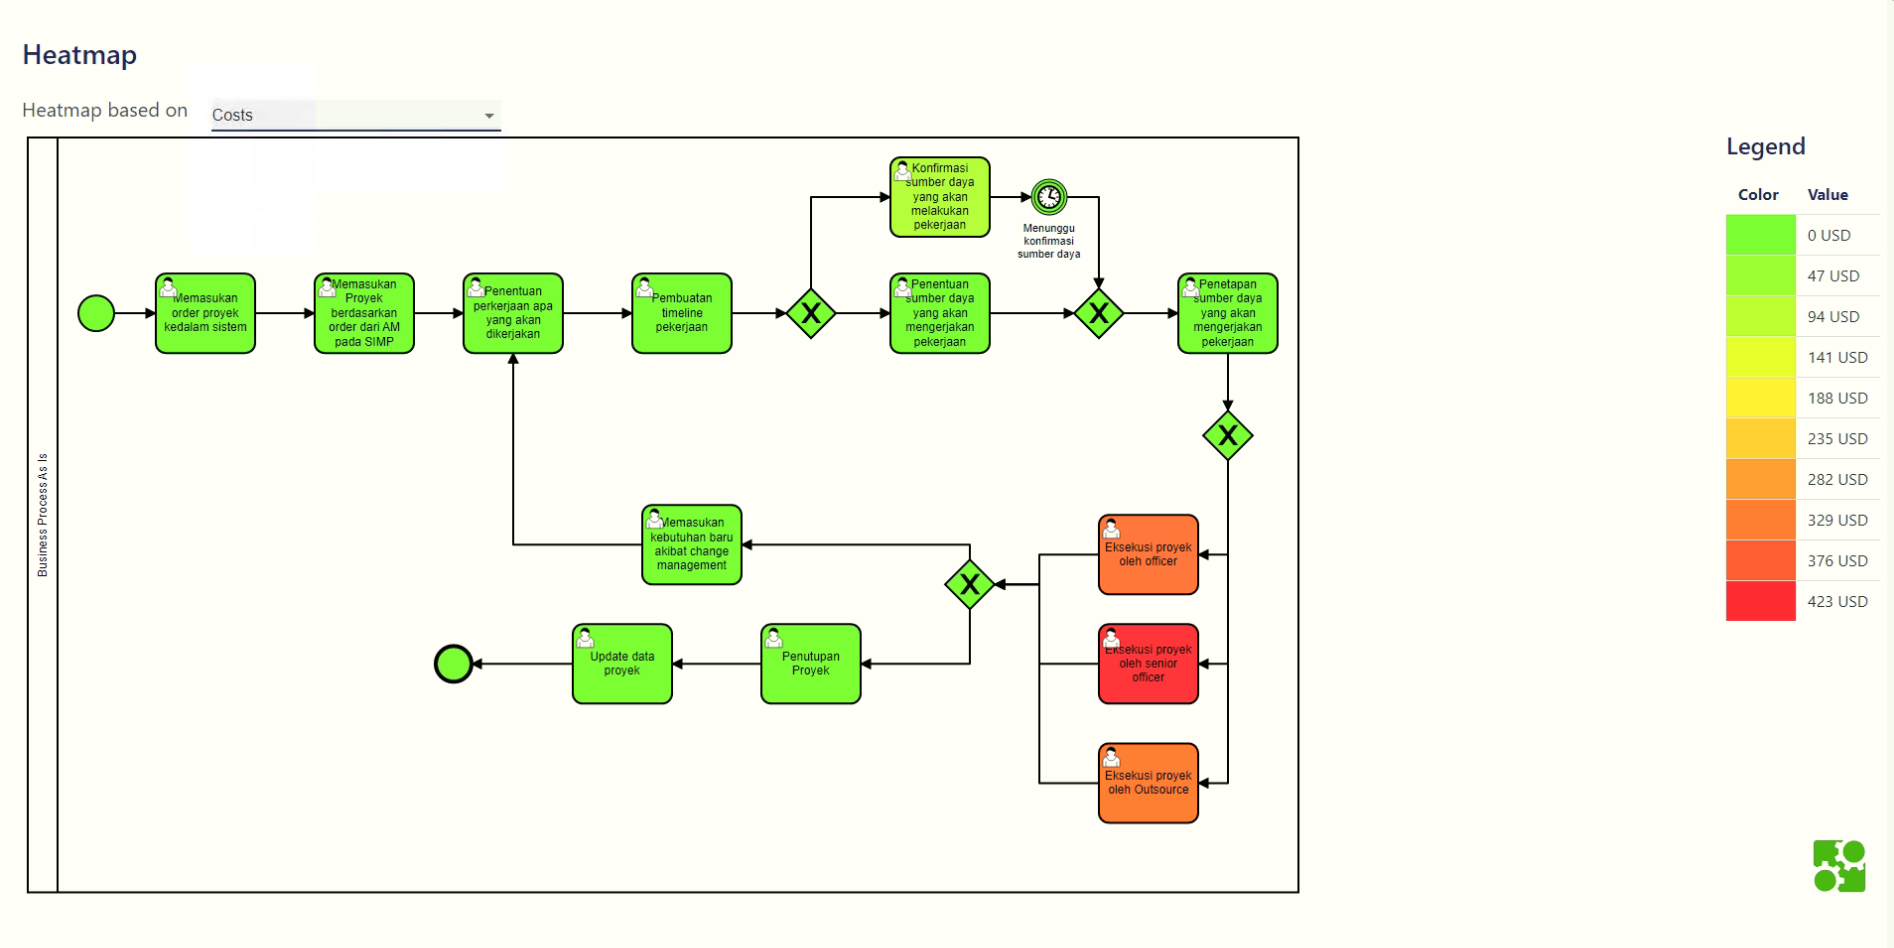 Heatmap
Heatmap based on
Costs
Legend
Color
Value
0 USD
47 USD
94 USD
141 USD
188 USD
235 USD
282 USD
329 USD
376 USD
423 USD
Business Process As Is
Konfirmasi
sumber daya
yang akan
melakukan
pekerjaan
Menunggu
konfirmasi
sumber daya
Memasukan
order proyek
kedalam sistem
Memasukan
Proyek
berdasarkan
order dari AM
pada SIMP
Penentuan
perkerjaan apa
yang akan
dikerjakan
Pembuatan
timeline
pekerjaan
X
Penentuan
sumber daya
yang akan
mengerjakan
pekerjaan
X
Penetapan
sumber daya
yang akan
mengerjakan
pekerjaan
X
Memasukan
kebutuhan baru
akibat change
management
X
Eksekusi proyek
oleh officer
Update data
proyek
Penutupan
Proyek
Eksekusi proyek
oleh senior
officer
Eksekusi proyek
oleh Outsource